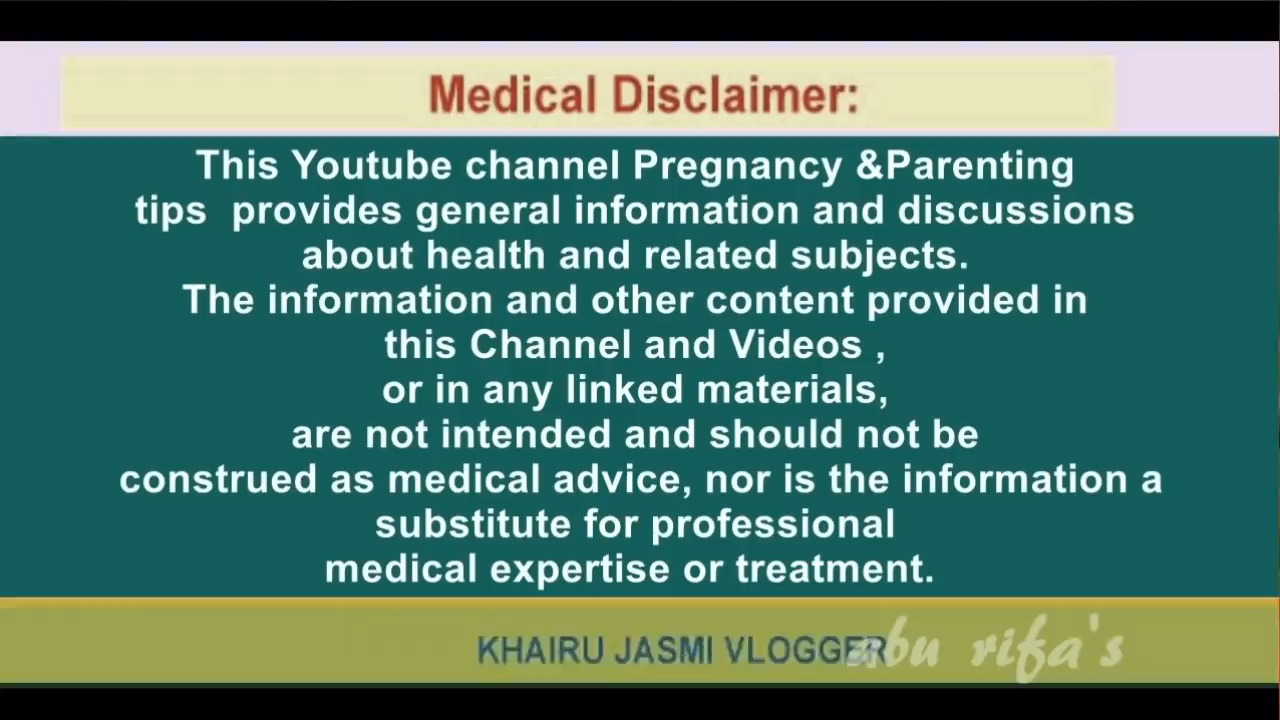 Medical Disclaimer:
This Youtube channel Pregnancy &Parenting
tips  provides general information and discussions
about health and related subjects.
The information and other content provided in
this Channel and Videos ,
or in any linked materials,
are not intended and should not be
construed as medical advice, nor is the information a
substitute for professional
medical expertise or treatment.
KHAIRU JASMI VLOGGER
abu rifa's